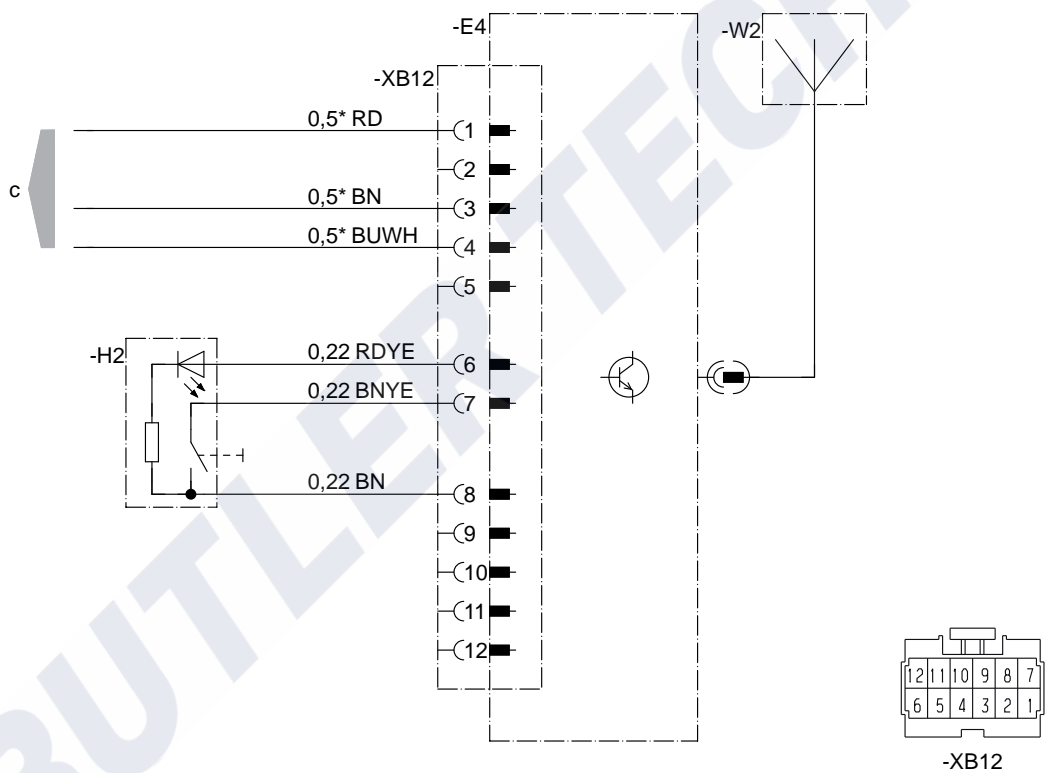 -E4
-W2
-XB12
0,5* RD
1
2
c
0,5* BN
3
0,5* BUWH
4
5
-H2
0,22 RDYE
6
0,22 BNYE
7
0,22 BN
8
9
10
11
12
12 11 10 9 8 7
6 5 4 3 2 1
-XB12
BUTLER TECH